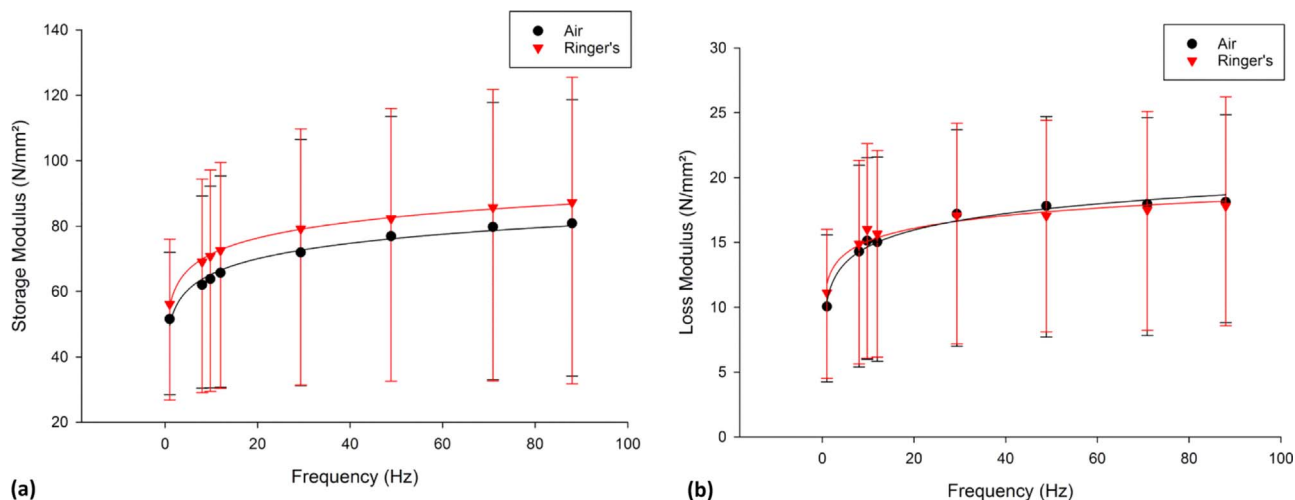 Air
Ringer's
140
120
100
80
60
40
20
Storage Modulus (N/mm²)
0 20 40 60 80 100
Frequency (Hz)
(a)
Air
Ringer's
30
25
20
15
10
5
0
Loss Modulus (N/mm²)
0 20 40 60 80 100
Frequency (Hz)
(b)